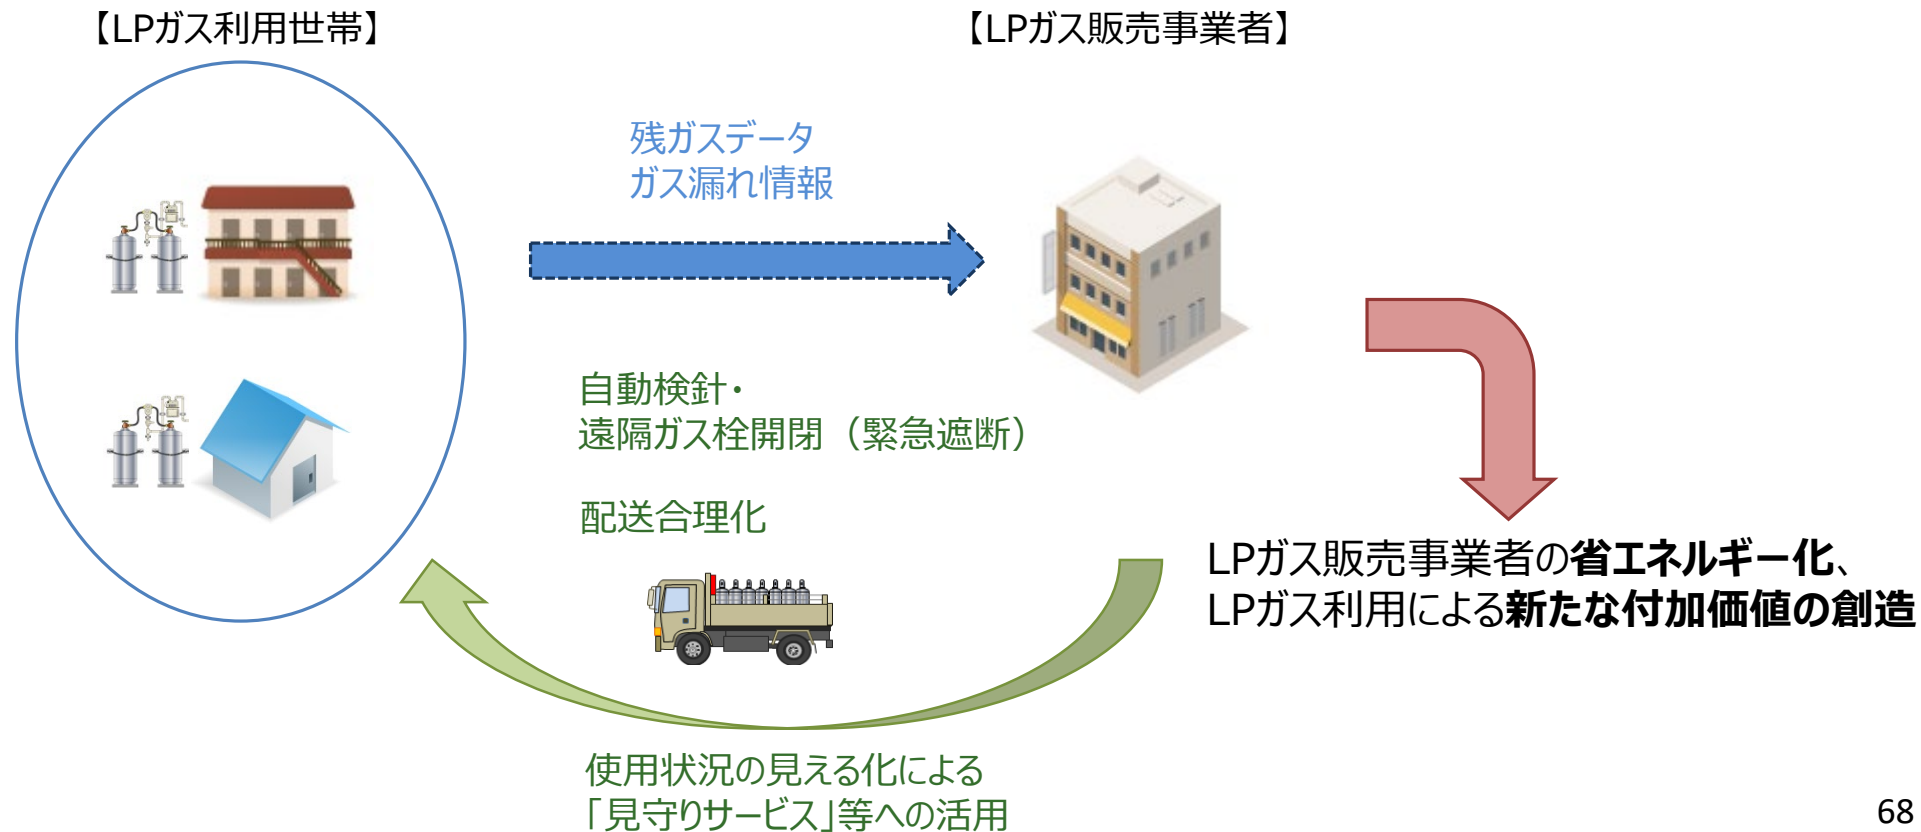 【LPガス利用世帯】
【LPガス販売事業者】
残ガスデータ
ガス漏れ情報
自動検針・
遠隔ガス栓開閉（緊急遮断）
配送合理化
LPガス販売事業者の省エネルギー化、
LPガス利用による新たな付加価値の創造
使用状況の見える化による
「見守りサービス」等への活用
68